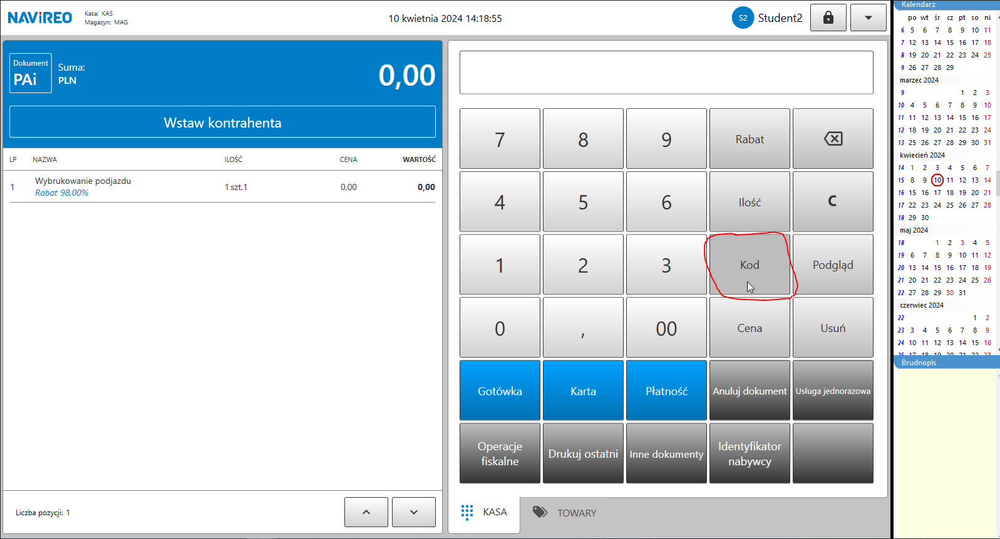 NAVIREO
Kasa: KAS
Magazyn: MAG
10 kwietnia 2024 14:18:55
S2
Student2
Dokument
PAi
Suma:
PLN
0,00
Wstaw kontrahenta
LP NAZWA ILOŚĆ CENA WARTOŚĆ
1 Wybrukowanie podjazdu 1 szt.1 0,00 0,00
Rabat 98,00%
Liczba pozycji: 1
7 8 9 Rabat
4 5 6 Ilość C
1 2 3 Kod Podgląd
0 , 00 Cena Usuń
Gotówka Karta Płatność Anuluj dokument Usługa jednorazowa
Operacje fiskalne Drukuj ostatni Inne dokumenty Identyfikator nabywcy
KASA TOWARY
Kalendarz
po wt śr cz pt so ni
6 5 6 7 8 9 10 11
7 12 13 14 15 16 17 18
8 19 20 21 22 23 24 25
9 26 27 28 29
marzec 2024
9 1 2 3
10 4 5 6 7 8 9 10
11 11 12 13 14 15 16 17
12 18 19 20 21 22 23 24
13 25 26 27 28 29 30 31
kwiecień 2024
14 1 2 3 4 5 6 7
15 8 9 10 11 12 13 14
16 15 16 17 18 19 20 21
17 22 23 24 25 26 27 28
18 29 30
maj 2024
18 1 2 3 4 5
19 6 7 8 9 10 11 12
20 13 14 15 16 17 18 19
21 20 21 22 23 24 25 26
22 27 28 29 30 31
czerwiec 2024
22 1 2
23 3 4 5 6 7 8 9
24 10 11 12 13 14 15 16
25 17 18 19 20 21 22 23
Brudnopis